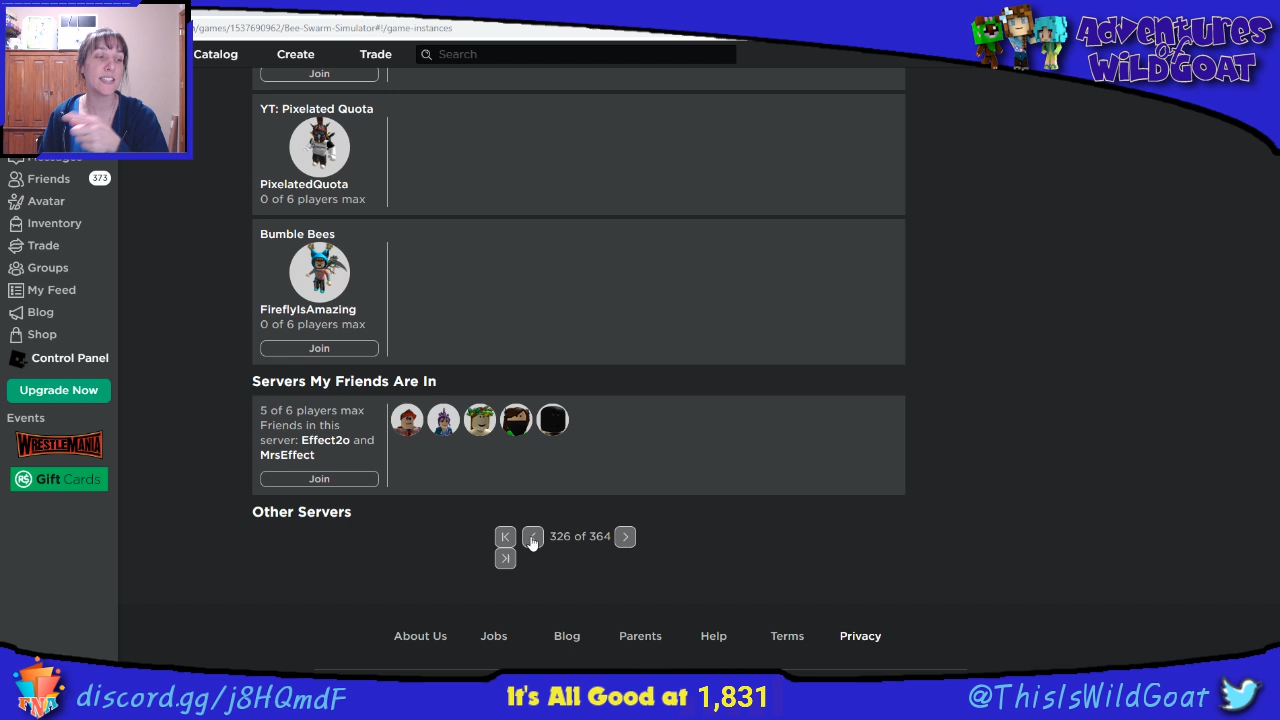 n/games/1537690962/Bee-Swarm-Simulator#!/game-instances
Catalog
Create
Trade
Search
Adventures
of
WiLDGOAT
Join
YT: Pixelated Quota
PixelatedQuota
0 of 6 players max
Messages
Friends
373
Avatar
Inventory
Trade
Groups
My Feed
Blog
Shop
Control Panel
Upgrade Now
Events
WRESTLEMANIA
R$ Gift Cards
Bumble Bees
FireflyIsAmazing
0 of 6 players max
Join
Servers My Friends Are In
5 of 6 players max
Friends in this
server: Effect2o and
MrsEffect
Join
Other Servers
326 of 364
About Us
Jobs
Blog
Parents
Help
Terms
Privacy
FNA
discord.gg/j8HQmdF
It's All Good at 1,831
@ThisIsWildGoat